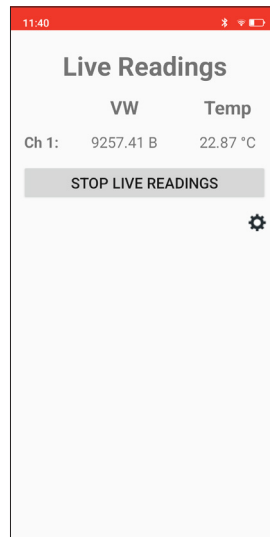 11:40
Live Readings
VW Temp
Ch 1: 9257.41 B 22.87 °C
STOP LIVE READINGS